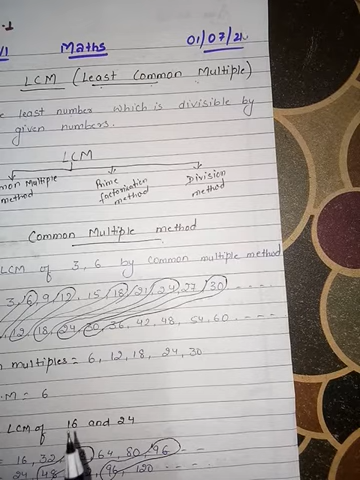 Maths 01/07/21
LCM (Least Common Multiple)
least number which is divisible by
given numbers.
LCM
Multiple method
Prime factorization method
Division method
Common Multiple method
LCM of 3, 6 by common multiple method
3, 6, 9, 12, 15, 18, 21, 24, 27, 30 ----
12, 18, 24, 30, 36, 42, 48, 54, 60. ---
multiples = 6, 12, 18, 24, 30
M = 6
LCM of 16 and 24
= 16, 32, 64, 80, 96 --
24, 48, 96, 120 --